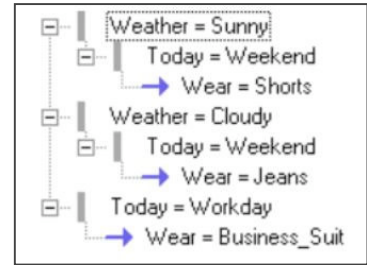 Weather = Sunny
Today = Weekend
Wear = Shorts
Weather = Cloudy
Today = Weekend
Wear = Jeans
Today = Workday
Wear = Business_Suit